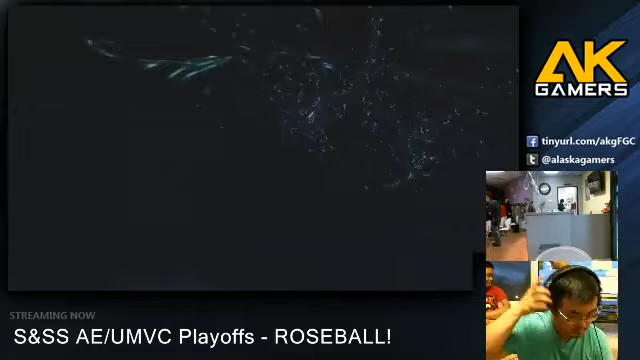 AK
GAMERS
tinyurl.com/akgFGC
@alaskagamers
STREAMING NOW
S&SS AE/UMVC Playoffs - ROSEBALL!